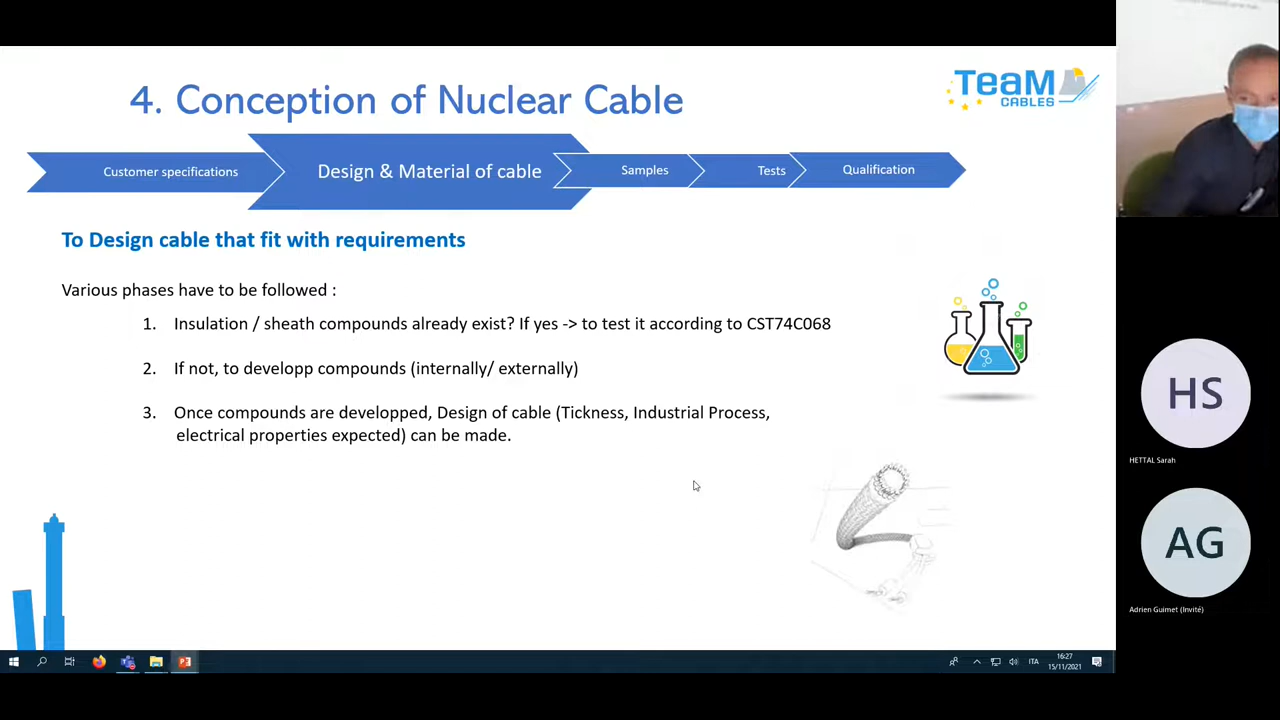 4. Conception of Nuclear Cable
TeaM
CABLES
Customer specifications
Design & Material of cable
Samples
Tests
Qualification
To Design cable that fit with requirements
Various phases have to be followed :
1. Insulation / sheath compounds already exist? If yes -> to test it according to CST74C068
2. If not, to developp compounds (internally/ externally)
3. Once compounds are developped, Design of cable (Tickness, Industrial Process,
electrical properties expected) can be made.
HS
HETTAL Sarah
AG
Adrien Guimet (Invité)
ITA
16:27
15/11/2021